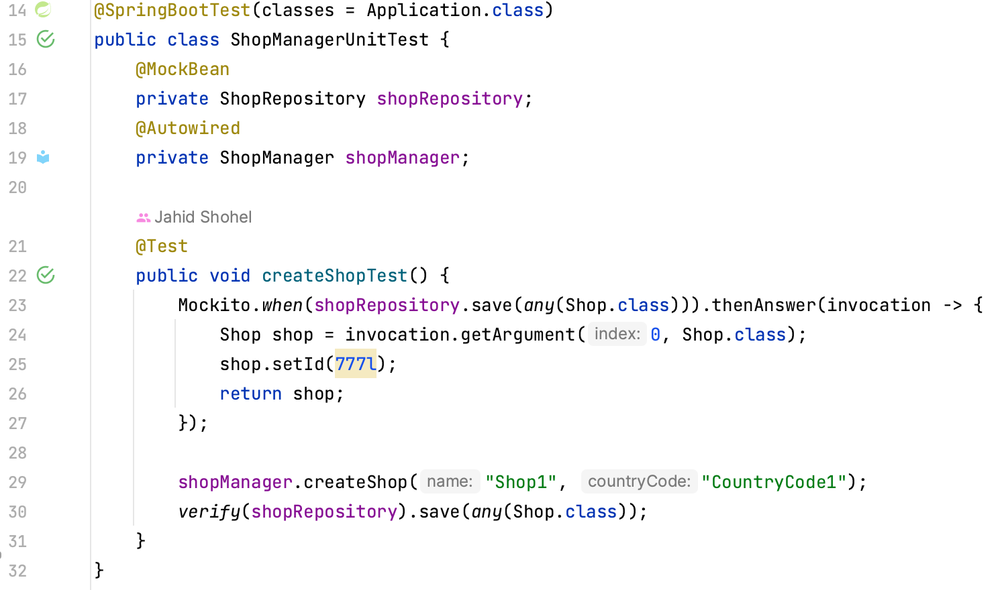 14 @SpringBootTest(classes = Application.class)
15 public class ShopManagerUnitTest {
16 @MockBean
17 private ShopRepository shopRepository;
18 @Autowired
19 private ShopManager shopManager;
20
Jahid Shohel
21 @Test
22 public void createShopTest() {
23 Mockito.when(shopRepository.save(any(Shop.class))).thenAnswer(invocation -> {
24 Shop shop = invocation.getArgument( index: 0, Shop.class);
25 shop.setId(777l);
26 return shop;
27 });
28
29 shopManager.createShop( name: "Shop1", countryCode: "CountryCode1");
30 verify(shopRepository).save(any(Shop.class));
31 }
32 }